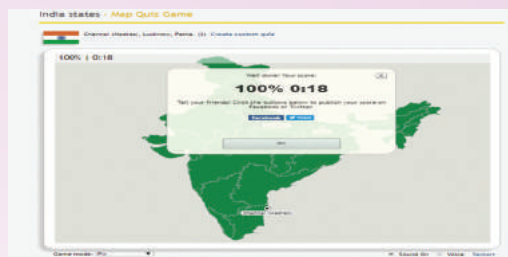 India states - Map Quiz Game
Chennai (Madras), Lucknow, Patna. (3) Create custom quiz
100% | 0:18
Well done! Your score:
100% 0:18
Tell your friends! Click the buttons below to publish your score on
Facebook or Twitter
Facebook Tweet
Chennai (Madras)
Game mode: Pin
Sound On Voice Restart